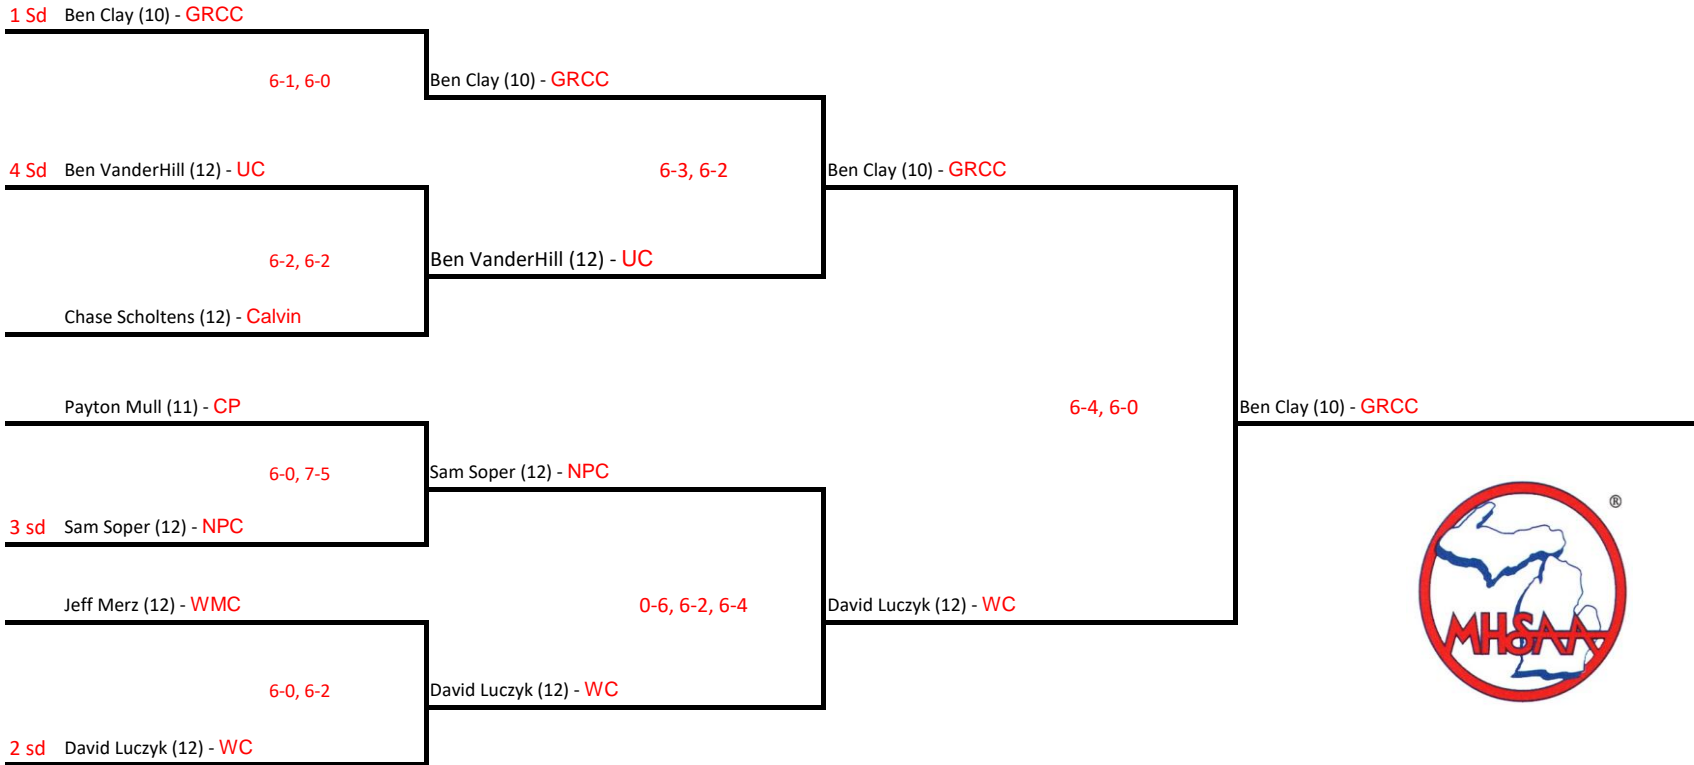 1 Sd Ben Clay (10) - GRCC
6-1, 6-0 Ben Clay (10) - GRCC
4 Sd Ben VanderHill (12) - UC 6-3, 6-2 Ben Clay (10) - GRCC
6-2, 6-2 Ben VanderHill (12) - UC
Chase Scholtens (12) - Calvin
Payton Mull (11) - CP 6-4, 6-0 Ben Clay (10) - GRCC
6-0, 7-5 Sam Soper (12) - NPC
3 sd Sam Soper (12) - NPC
Jeff Merz (12) - WMC 0-6, 6-2, 6-4 David Luczyk (12) - WC
6-0, 6-2 David Luczyk (12) - WC
2 sd David Luczyk (12) - WC
®
MHSAA